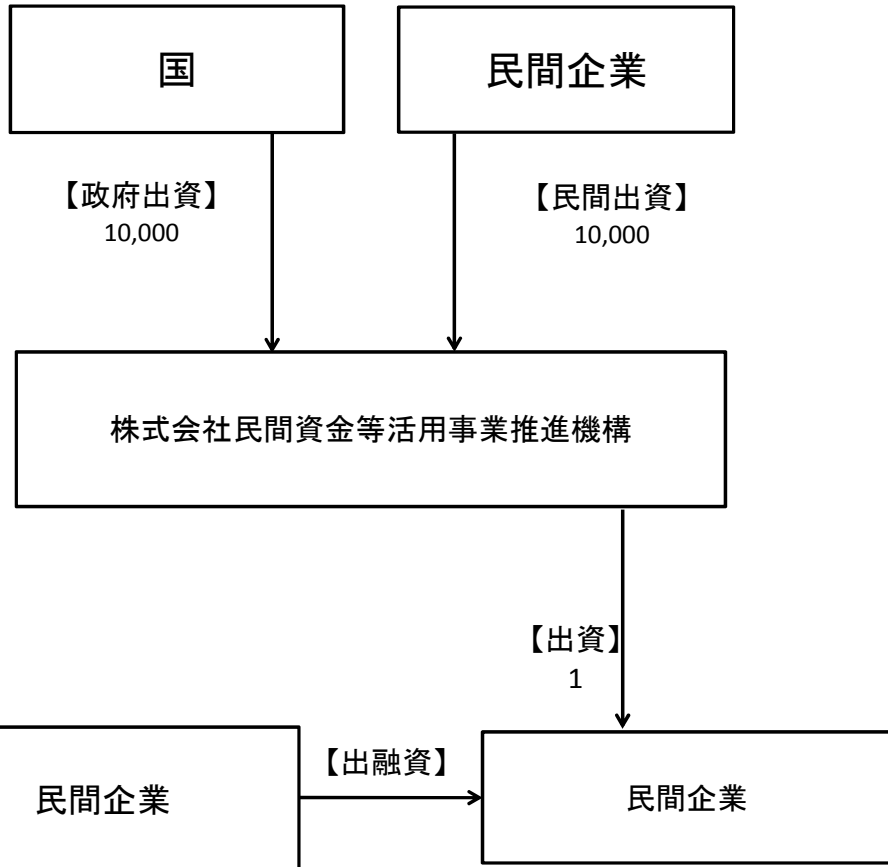 国
民間企業
【政府出資】
10,000
【民間出資】
10,000
株式会社民間資金等活用事業推進機構
【出資】
1
民間企業
【出融資】
民間企業